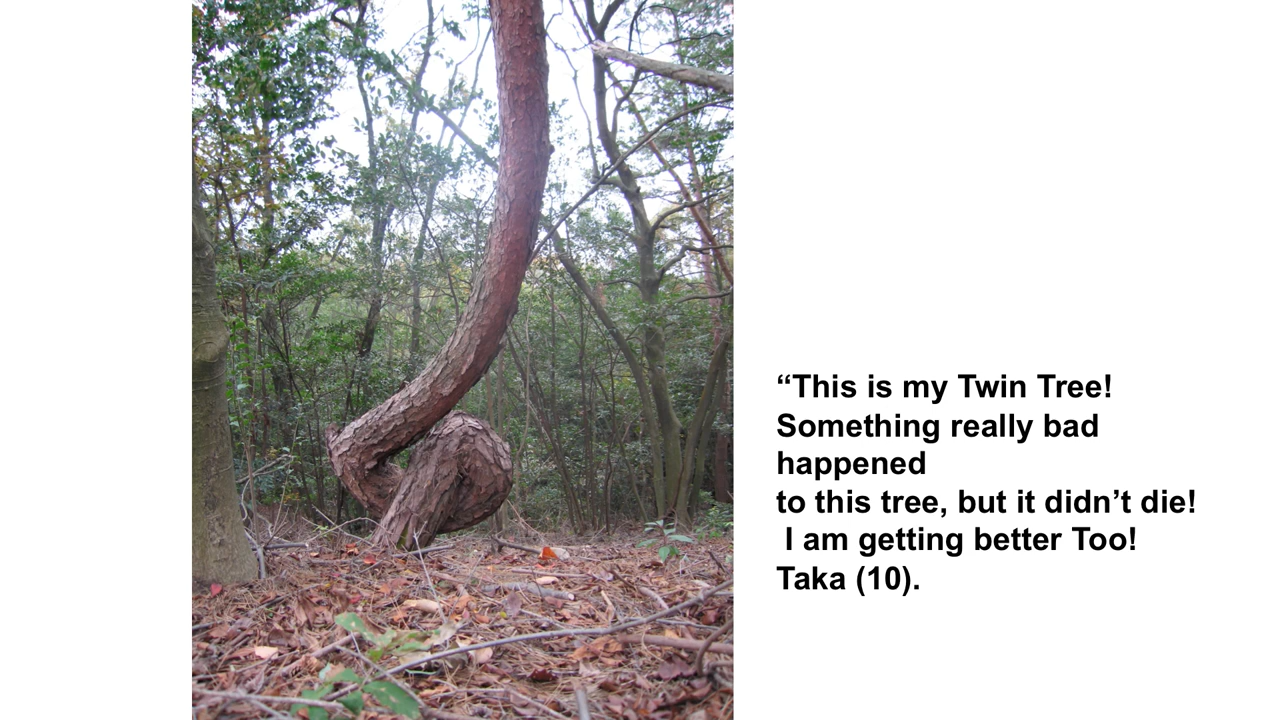 “This is my Twin Tree!
Something really bad
happened
to this tree, but it didn’t die!
I am getting better Too!
Taka (10).